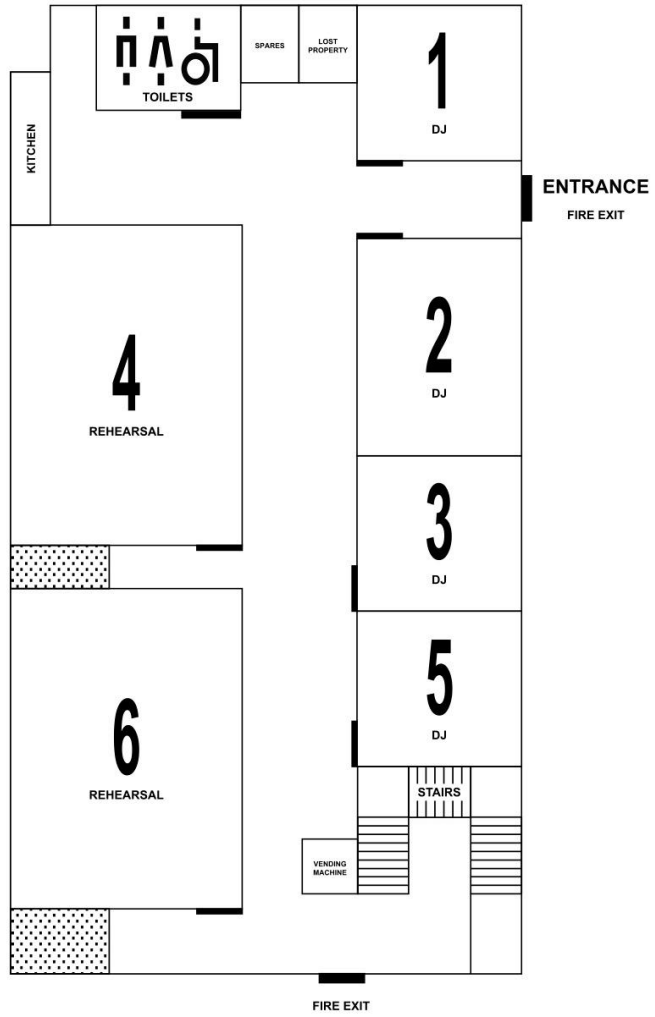 TOILETS
SPARES
LOST
PROPERTY
1
DJ
KITCHEN
ENTRANCE
FIRE EXIT
2
DJ
4
REHEARSAL
3
DJ
5
DJ
6
REHEARSAL
STAIRS
VENDING
MACHINE
FIRE EXIT